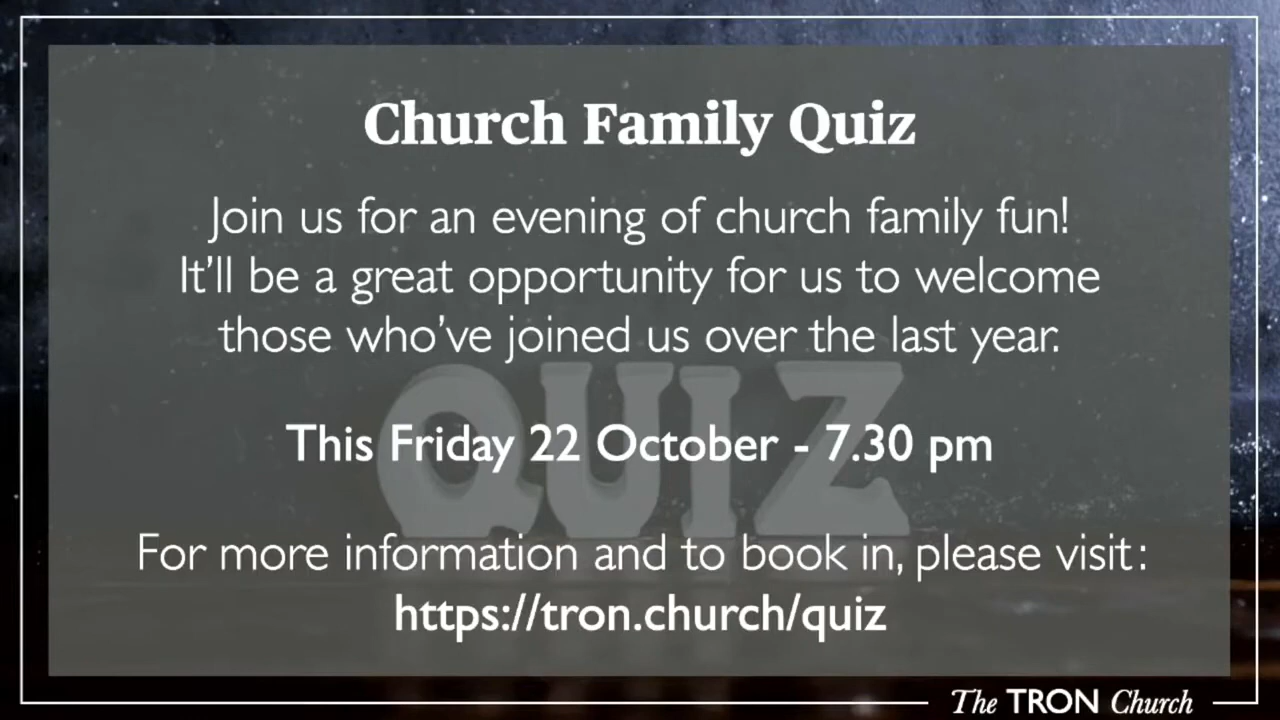 Church Family Quiz
Join us for an evening of church family fun!
It’ll be a great opportunity for us to welcome
those who’ve joined us over the last year.
QUIZ
This Friday 22 October - 7.30 pm
For more information and to book in, please visit:
https://tron.church/quiz
The TRON Church